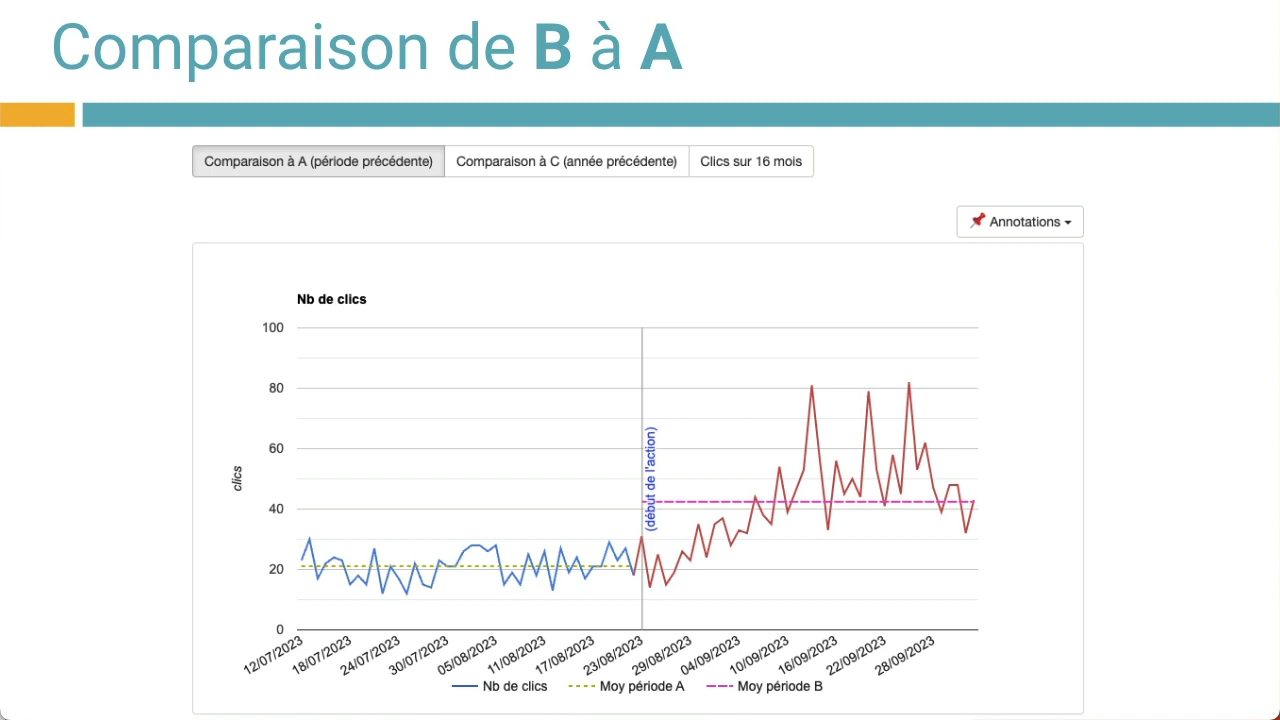 Comparaison de B à A
Comparaison à A (période précédente) Comparaison à C (année précédente) Clics sur 16 mois
Annotations
Nb de clics
100
80
60
40
20
0
clics
(début de l'action)
12/07/2023 18/07/2023 24/07/2023 30/07/2023 05/08/2023 11/08/2023 17/08/2023 23/08/2023 29/08/2023 04/09/2023 10/09/2023 16/09/2023 22/09/2023 28/09/2023
Nb de clics Moy période A Moy période B